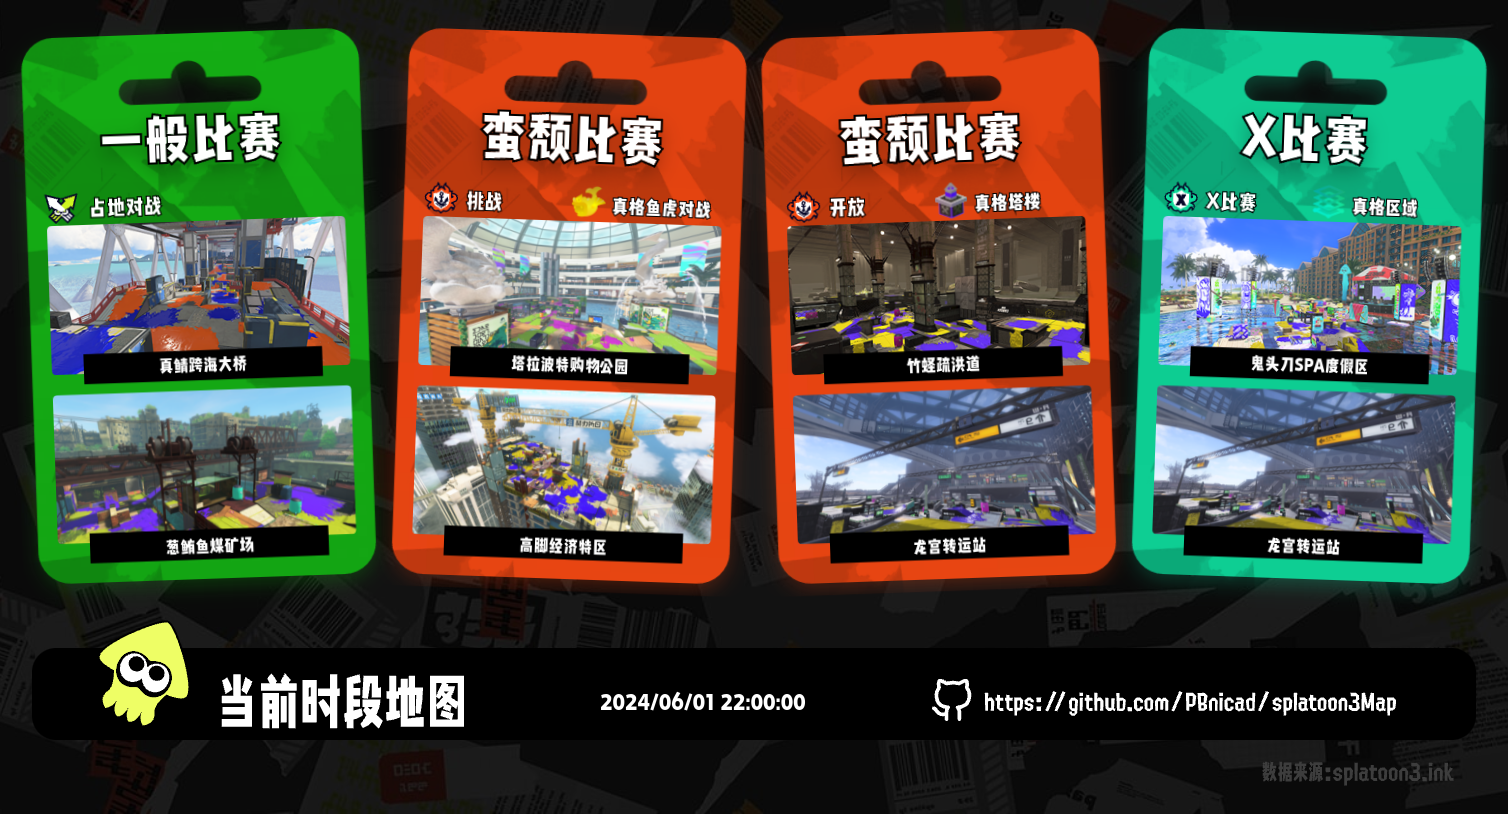 一般比赛
占地对战
真鲷跨海大桥
葱鲔鱼煤矿场
蛮颓比赛
挑战
真格鱼虎对战
塔拉波特购物公园
高脚经济特区
蛮颓比赛
开放
真格塔楼
竹蛏疏洪道
龙宫转运站
X比赛
X比赛
真格区域
鬼头刀SPA度假区
龙宫转运站
当前时段地图
2024/06/01 22:00:00
https://github.com/PBnicad/splatoon3Map
数据来源:splatoon3.ink